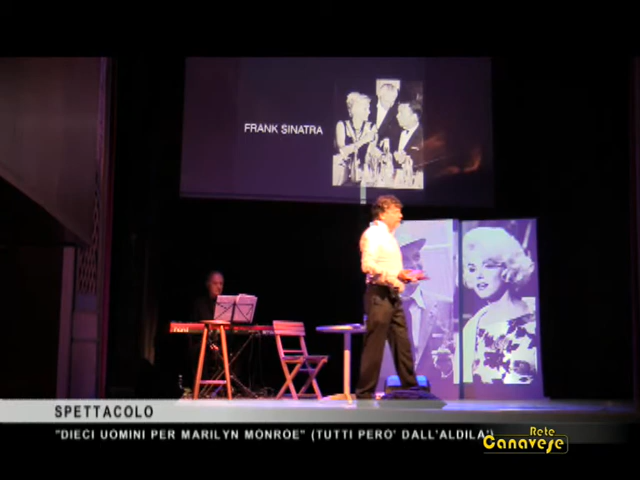 FRANK SINATRA
SPETTACOLO
"DIECI UOMINI PER MARILYN MONROE" (TUTTI PERO' DALL'ALDILA')
Rete
Canavese